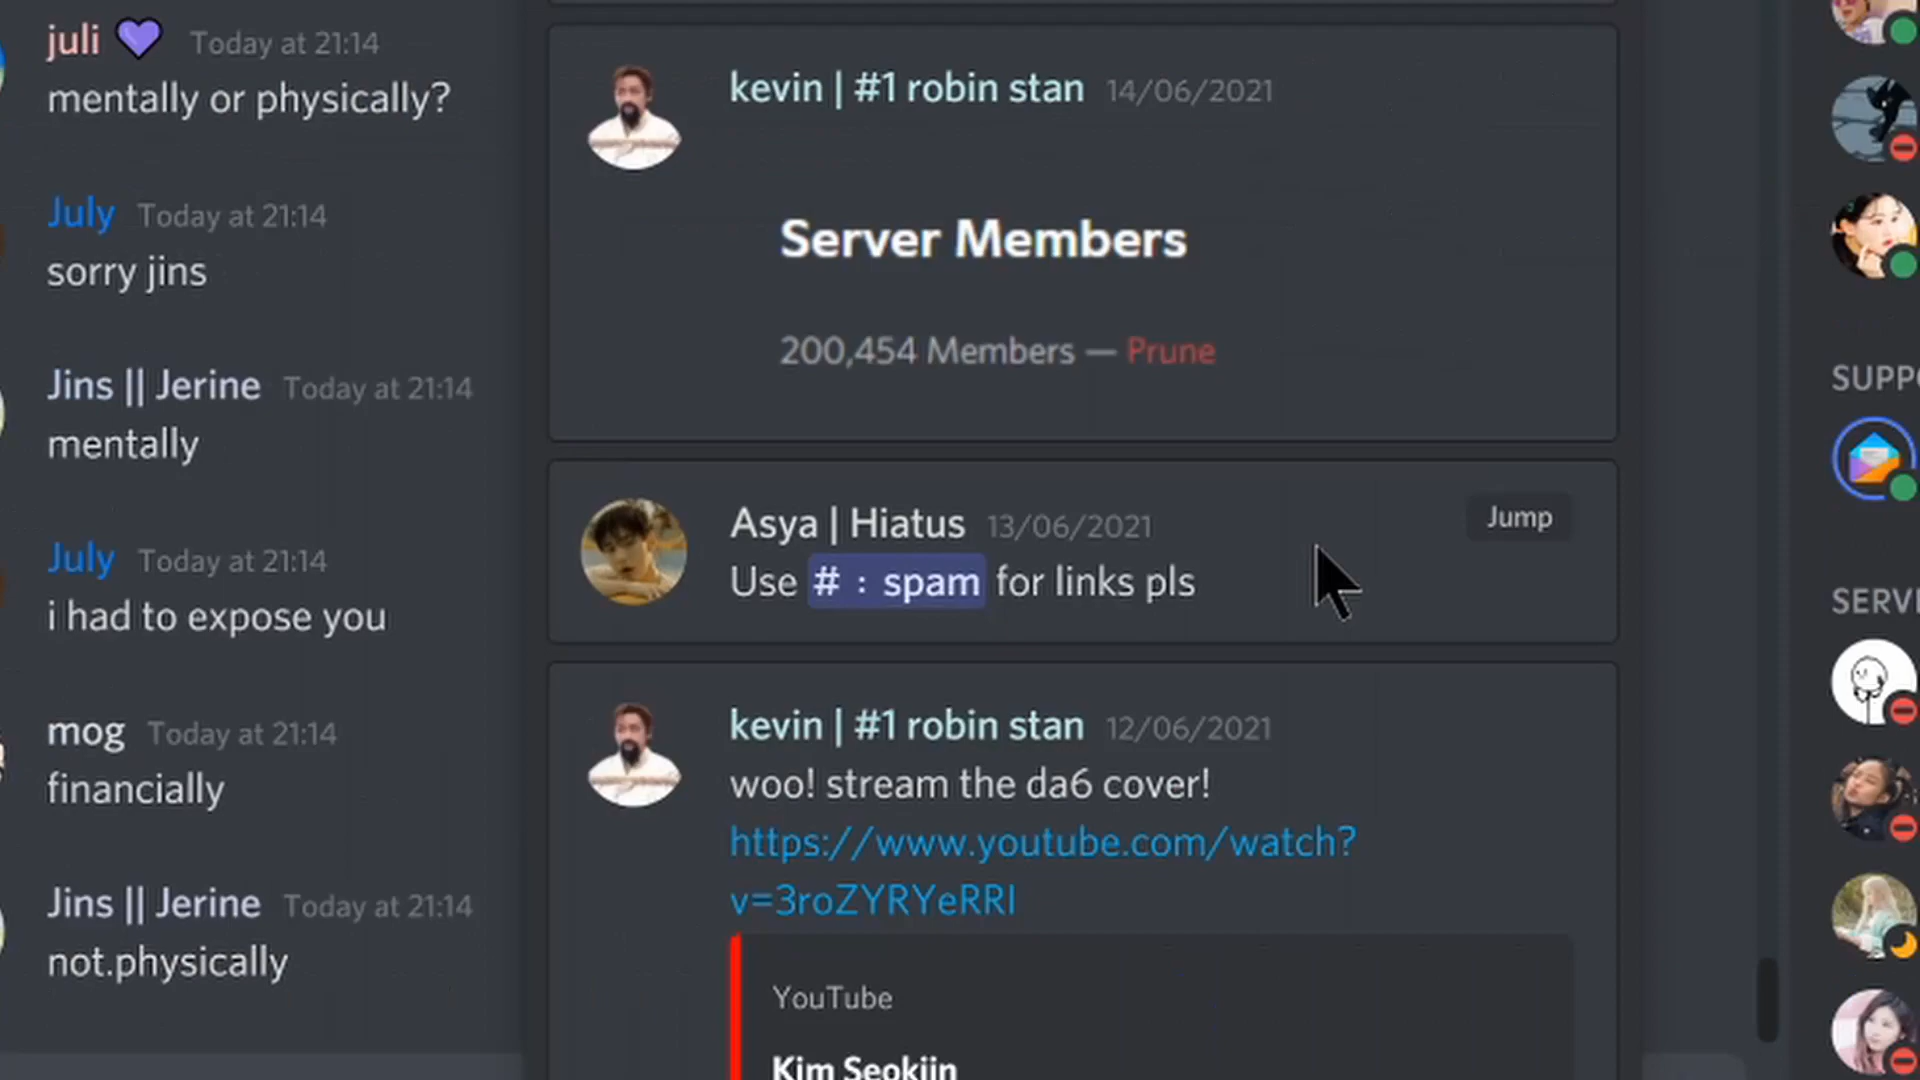 juli 💜 Today at 21:14
mentally or physically?
July Today at 21:14
sorry jins
Jins || Jerine Today at 21:14
mentally
July Today at 21:14
i had to expose you
mog Today at 21:14
financially
Jins || Jerine Today at 21:14
not.physically
kevin | #1 robin stan 14/06/2021
Server Members
200,454 Members — Prune
Asya | Hiatus 13/06/2021
Jump
Use # : spam for links pls
kevin | #1 robin stan 12/06/2021
woo! stream the da6 cover!
https://www.youtube.com/watch?
v=3roZYRYeRRI
YouTube
Kim Seokjin
SUPPO
SERVE